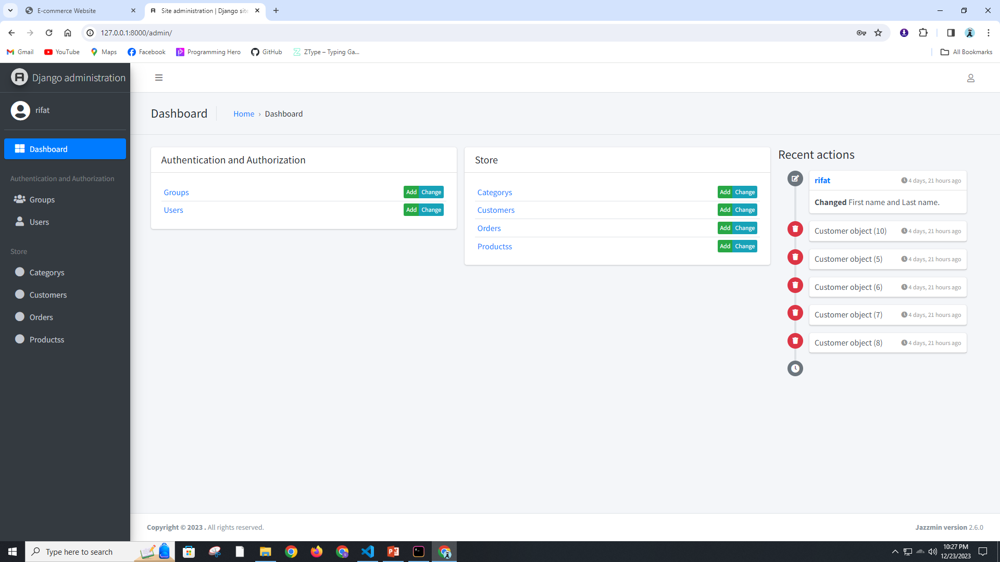 E-commerce Website
Site administration | Django site
127.0.0.1:8000/admin/
Gmail YouTube Maps Facebook Programming Hero GitHub ZType – Typing Ga... All Bookmarks
Django administration
rifat
Dashboard
Authentication and Authorization
Groups
Users
Store
Categorys
Customers
Orders
Productss
Dashboard
Home › Dashboard
Authentication and Authorization
Groups Add Change
Users Add Change
Store
Categorys Add Change
Customers Add Change
Orders Add Change
Productss Add Change
Recent actions
rifat 4 days, 21 hours ago
Changed First name and Last name.
Customer object (10) 4 days, 21 hours ago
Customer object (5) 4 days, 21 hours ago
Customer object (6) 4 days, 21 hours ago
Customer object (7) 4 days, 21 hours ago
Customer object (8) 4 days, 21 hours ago
Copyright © 2023 . All rights reserved.
Jazzmin version 2.6.0
Type here to search
10:27 PM
12/23/2023